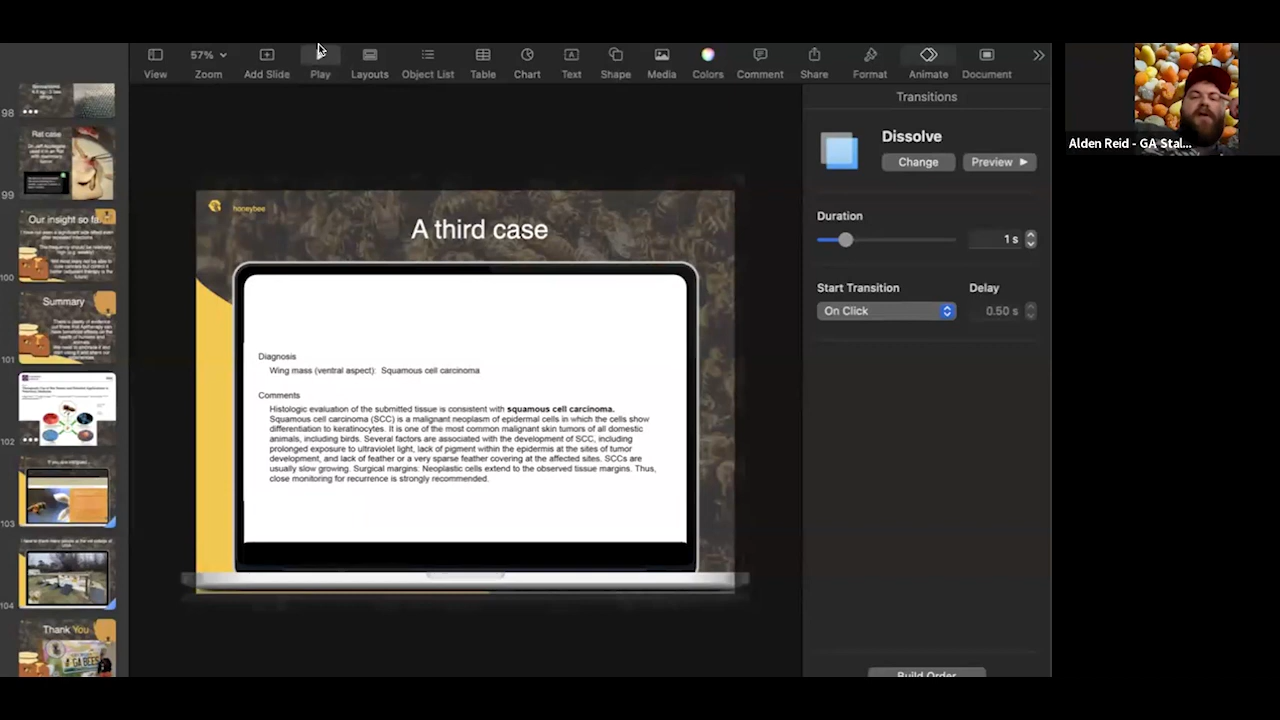 57%
View
Zoom
Add Slide
Play
Layouts
Object List
Table
Chart
Text
Shape
Media
Colors
Comment
Share
Format
Animate
Document
98
Rat case
99
Our insight so fa
100
Summary
101
102
103
104
Thank You
honeybee
A third case
Diagnosis
Wing mass (ventral aspect): Squamous cell carcinoma
Comments
Histologic evaluation of the submitted tissue is consistent with squamous cell carcinoma.
Squamous cell carcinoma (SCC) is a malignant neoplasm of epidermal cells in which the cells show
differentiation to keratinocytes. It is one of the most common malignant skin tumors of all domestic
animals, including birds. Several factors are associated with the development of SCC, including
prolonged exposure to ultraviolet light, lack of pigment within the epidermis at the sites of tumor
development, and lack of feather or a very sparse feather covering at the affected sites. SCCs are
usually slow growing. Surgical margins: Neoplastic cells extend to the observed tissue margins. Thus,
close monitoring for recurrence is strongly recommended.
Transitions
Dissolve
Change
Preview
Duration
1 s
Start Transition
Delay
On Click
0.50 s
Build Order
Alden Reid - GA Stal...